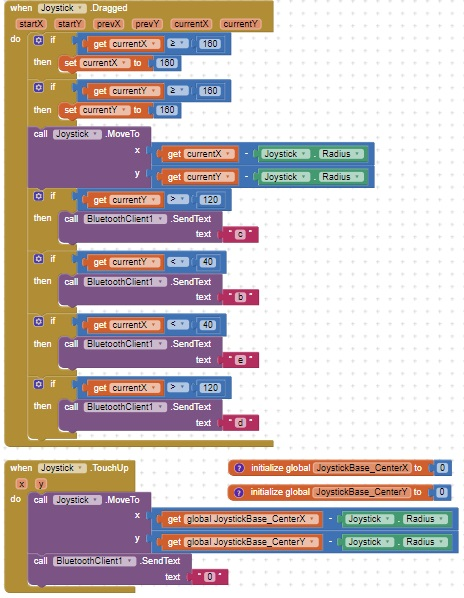 when Joystick .Dragged
startX startY prevX prevY currentX currentY
do if get currentX ≥ 160
then set currentX to 160
if get currentY ≥ 160
then set currentY to 160
call Joystick .MoveTo
x get currentX - Joystick . Radius
y get currentY - Joystick . Radius
if get currentY > 120
then call BluetoothClient1 .SendText
text " c "
if get currentY < 40
then call BluetoothClient1 .SendText
text " b "
if get currentX < 40
then call BluetoothClient1 .SendText
text " e "
if get currentX > 120
then call BluetoothClient1 .SendText
text " d "
when Joystick .TouchUp
x y
do call Joystick .MoveTo
x get global JoystickBase_CenterX - Joystick . Radius
y get global JoystickBase_CenterY - Joystick . Radius
call BluetoothClient1 .SendText
text " 0 "
? initialize global JoystickBase_CenterX to 0
? initialize global JoystickBase_CenterY to 0